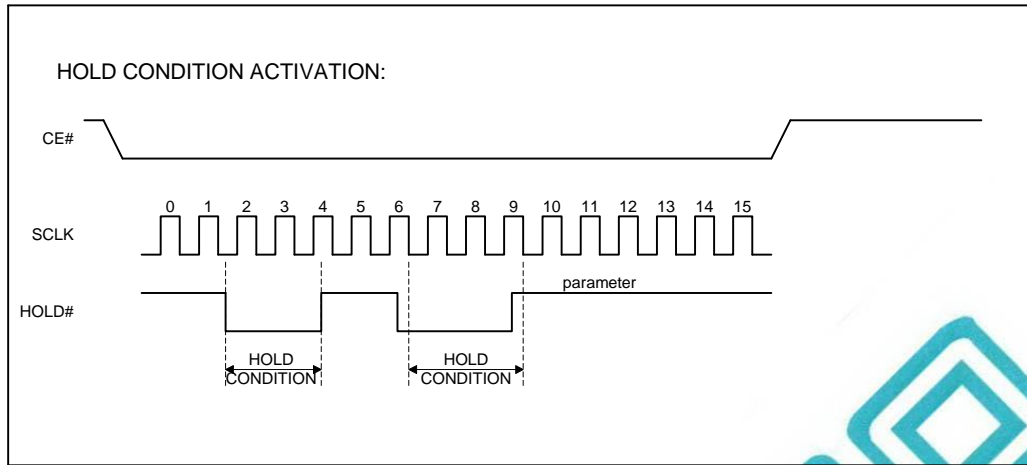 HOLD CONDITION ACTIVATION:
CE#
0 1 2 3 4 5 6 7 8 9 10 11 12 13 14 15
SCLK
parameter
HOLD#
HOLD HOLD
CONDITION CONDITION